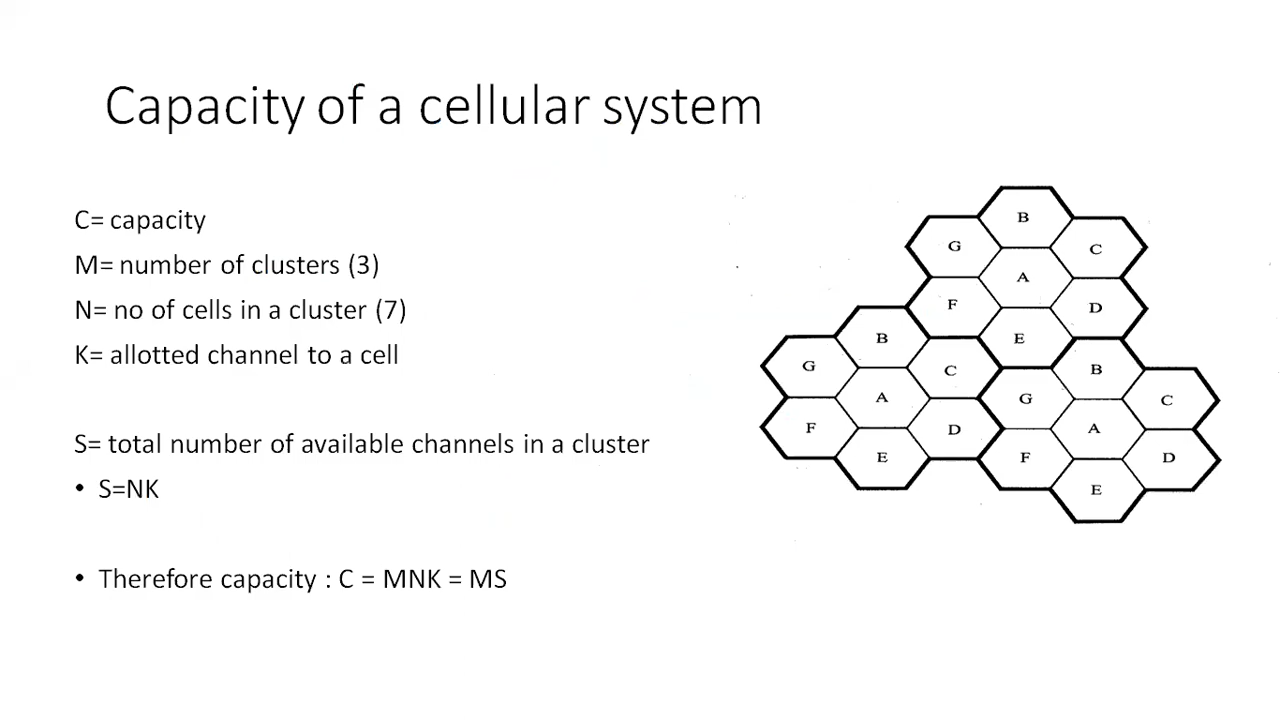 Capacity of a cellular system
C= capacity
M= number of clusters (3)
N= no of cells in a cluster (7)
K= allotted channel to a cell
S= total number of available channels in a cluster
• S=NK
• Therefore capacity : C = MNK = MS
B
G
C
A
F
D
E
B
G
C
A
F
D
E
B
G
C
A
F
D
E